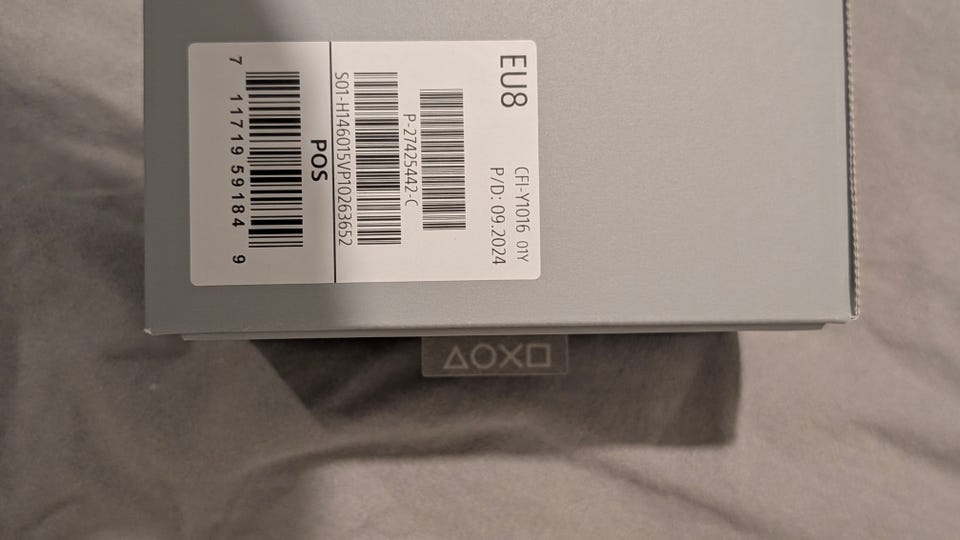 EU8
CFI-Y1016 01Y
P/D: 09.2024
P-27425442-C
S01-H146015VP10263652
POS
7 11719 59184 9